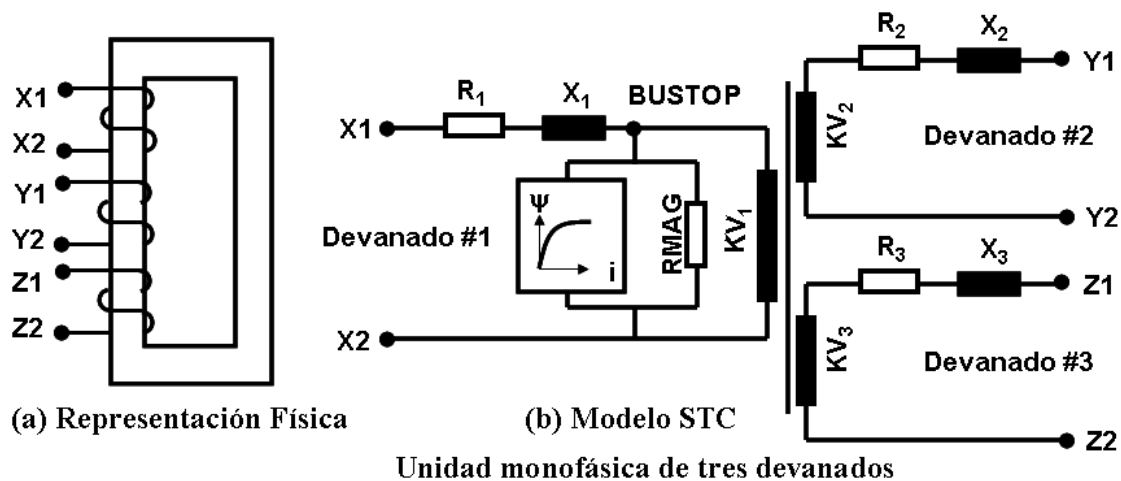 X1
X2
Y1
Y2
Z1
Z2
(a) Representación Física
R2
X2
Y1
R1
X1
BUSTOP
X1
KV2
Devanado #2
Ψ
i
RMAG
KV1
Devanado #1
Y2
R3
X3
Z1
X2
KV3
Devanado #3
Z2
(b) Modelo STC
Unidad monofásica de tres devanados